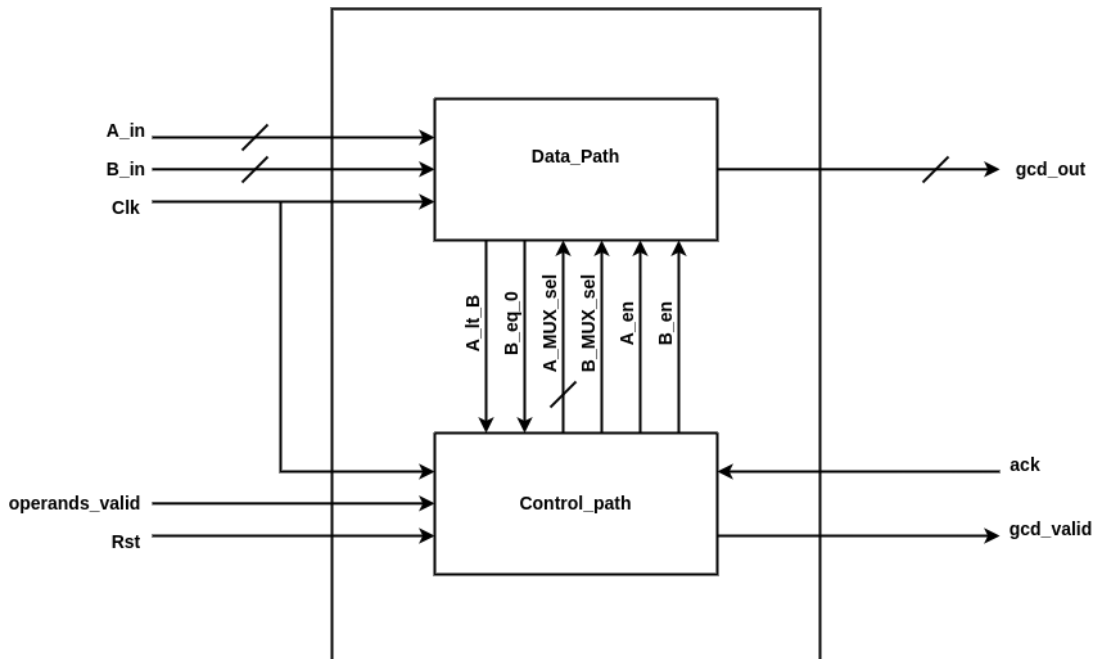 A_in
B_in
Clk
Data_Path
gcd_out
A_lt_B
B_eq_0
A_MUX_sel
B_MUX_sel
A_en
B_en
operands_valid
Rst
Control_path
ack
gcd_valid